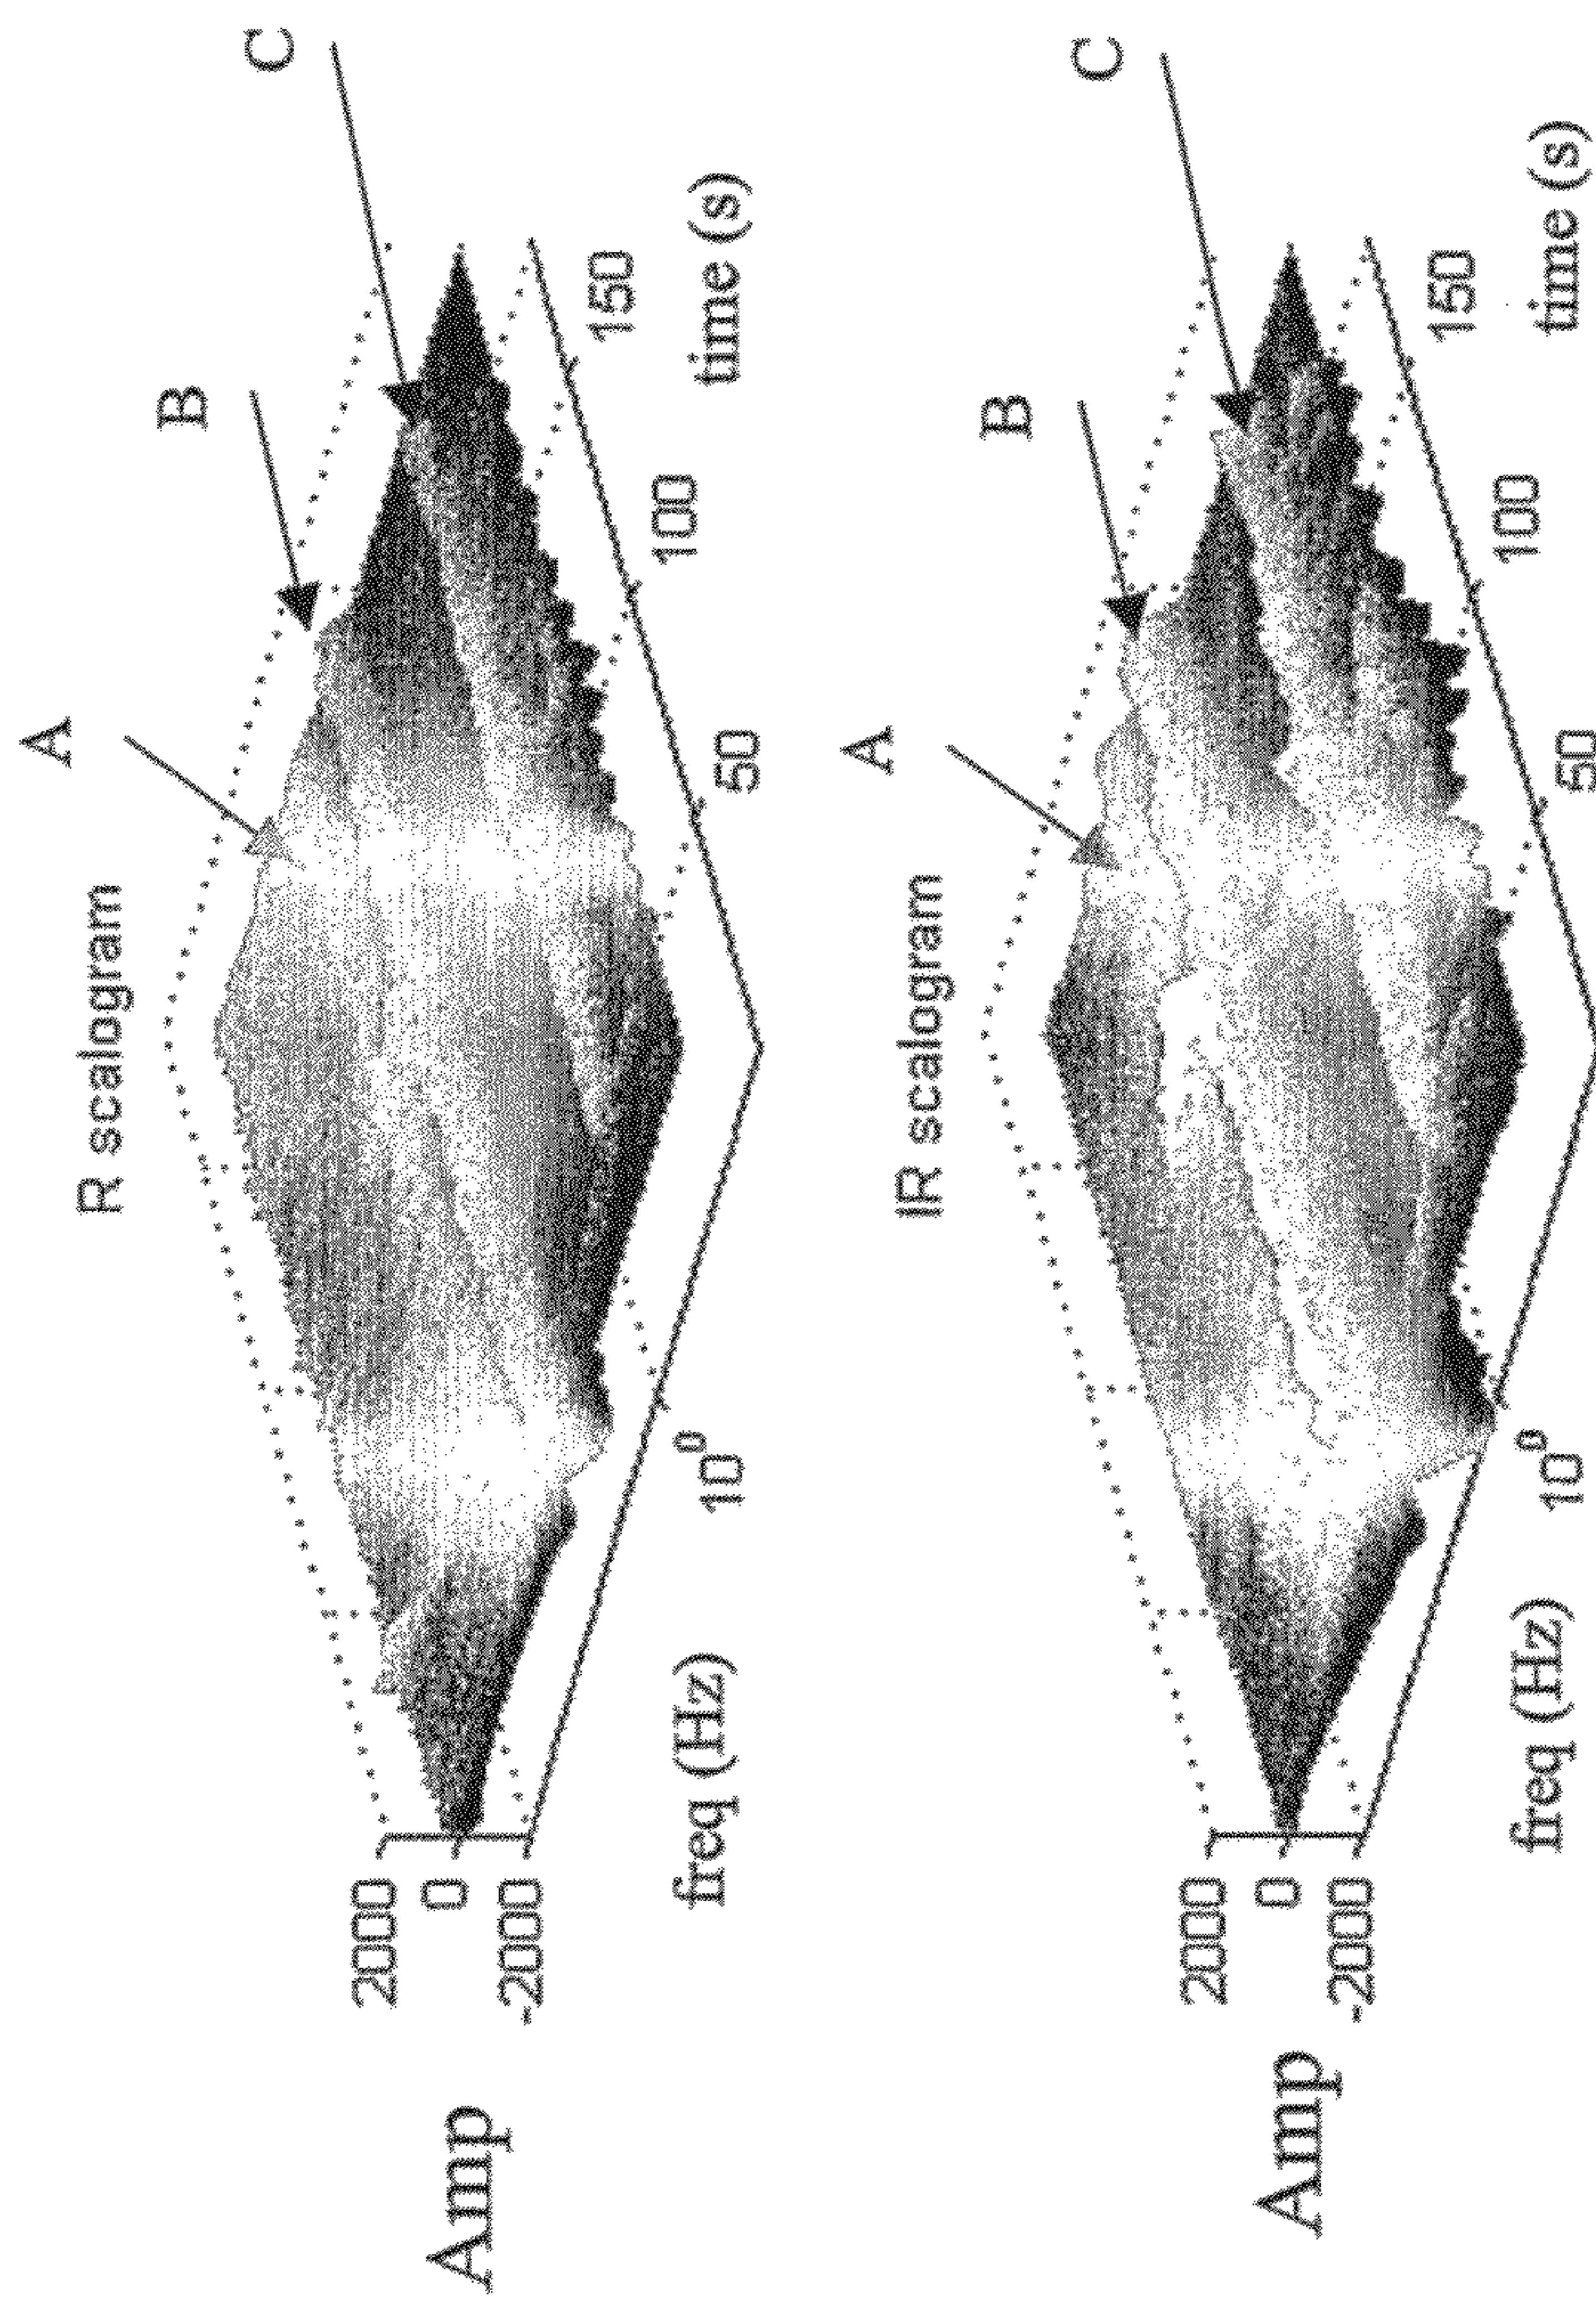 R scalogram
A
B
C
Amp
2000
0
-2000
freq (Hz)
10⁰
50
100
150
time (s)
IR scalogram
A
B
C
Amp
2000
0
-2000
freq (Hz)
10⁰
50
100
150
time (s)